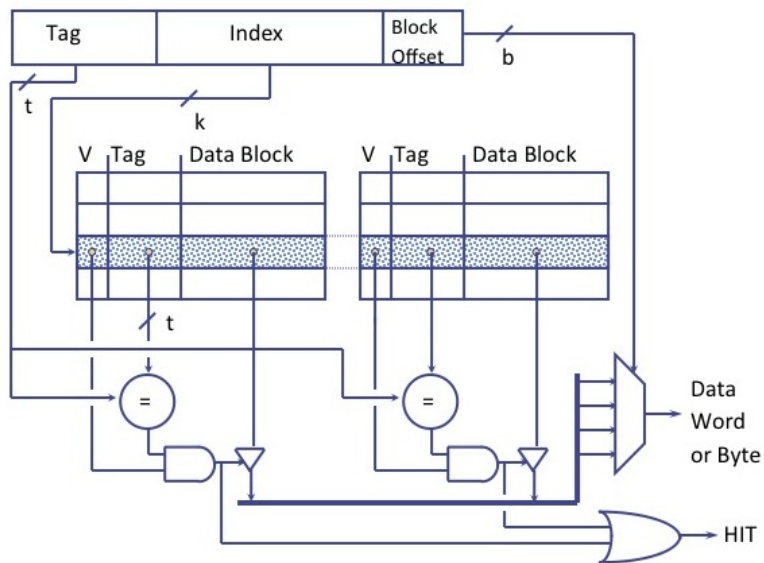 Tag Index Block
Offset
b
t
k
V Tag Data Block V Tag Data Block
t
= =
Data
Word
or Byte
HIT